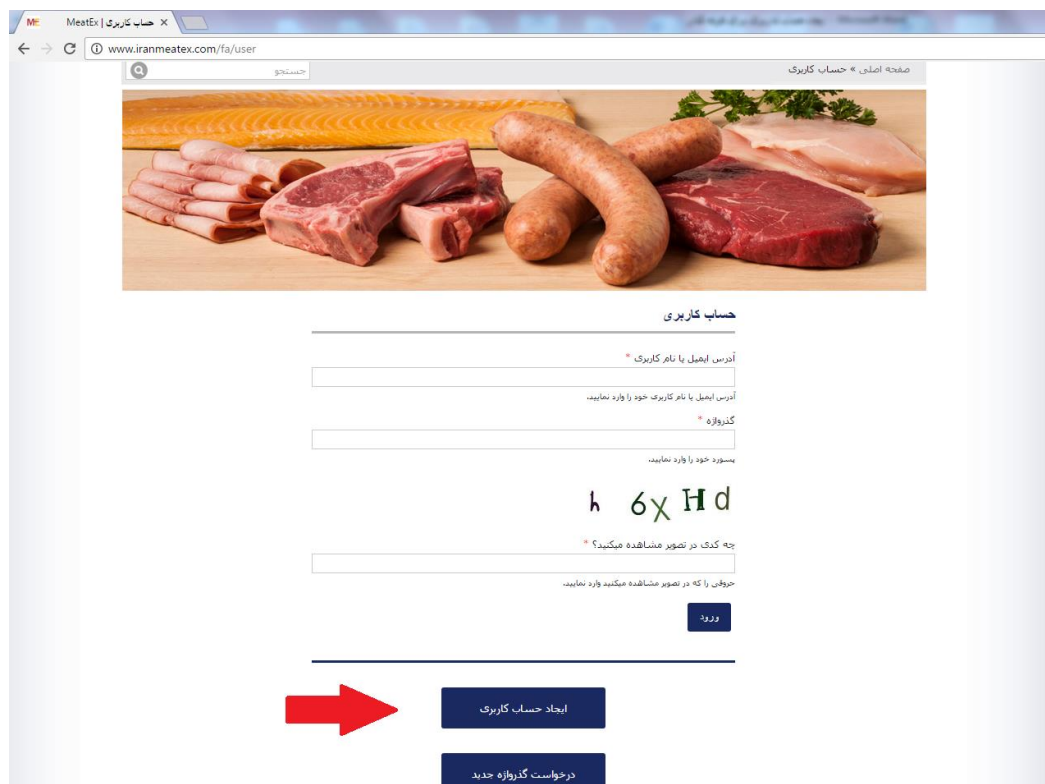 حساب کاربری | MeatEx
www.iranmeatex.com/fa/user
صفحه اصلی » حساب کاربری
جستجو
حساب کاربری
آدرس ایمیل یا نام کاربری *
آدرس ایمیل یا نام کاربری خود را وارد نمایید.
گذرواژه *
پسورد خود را وارد نمایید.
h 6xHd
چه کدی در تصویر مشاهده میکنید؟ *
حروفی را که در تصویر مشاهده میکنید وارد نمایید.
ورود
ایجاد حساب کاربری
درخواست گذرواژه جدید